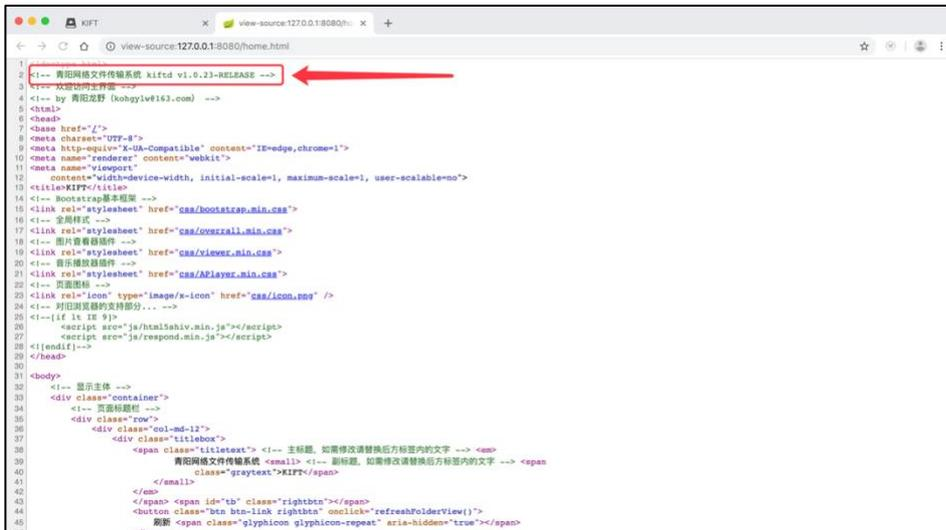 KIFT
view-source:127.0.0.1:8080/ho
view-source:127.0.0.1:8080/home.html
1
2 <!-- 青阳网络文件传输系统 kiftd v1.0.23-RELEASE -->
3 <!-- 欢迎访问主界面 -->
4 <!-- by 青阳龙野（kohgylw@163.com） -->
5 <html>
6 <head>
7 <base href="/">
8 <meta charset="UTF-8">
9 <meta http-equiv="X-UA-Compatible" content="IE=edge,chrome=1">
10 <meta name="renderer" content="webkit">
11 <meta name="viewport"
12 content="width=device-width, initial-scale=1, maximum-scale=1, user-scalable=no">
13 <title>KIFT</title>
14 <!-- Bootstrap基本框架 -->
15 <link rel="stylesheet" href="css/bootstrap.min.css">
16 <!-- 全局样式 -->
17 <link rel="stylesheet" href="css/overrall.min.css">
18 <!-- 图片查看器插件 -->
19 <link rel="stylesheet" href="css/viewer.min.css">
20 <!-- 音乐播放器插件 -->
21 <link rel="stylesheet" href="css/APlayer.min.css">
22 <!-- 页面图标 -->
23 <link rel="icon" type="image/x-icon" href="css/icon.png" />
24 <!-- 对旧浏览器的支持部分... -->
25 <!--[if lt IE 9]>
26 <script src="js/html5shiv.min.js"></script>
27 <script src="js/respond.min.js"></script>
28 <![endif]-->
29 </head>
30
31 <body>
32 <!-- 显示主体 -->
33 <div class="container">
34 <!-- 页面标题栏 -->
35 <div class="row">
36 <div class="col-md-12">
37 <div class="titlebox">
38 <span class="titletext"> <!-- 主标题，如需修改请替换后方标签内的文字 --> <em>
39 青阳网络文件传输系统 <small> <!-- 副标题，如需修改请替换后方标签内的文字 --> <span
40 class="graytext">KIFT</span>
41 </small>
42 </em>
43 </span> <span id="tb" class="rightbtn"></span>
44 <button class="btn btn-link rightbtn" onclick="refreshFolderView()">
45 刷新 <span class="glyphicon glyphicon-repeat" aria-hidden="true"></span>